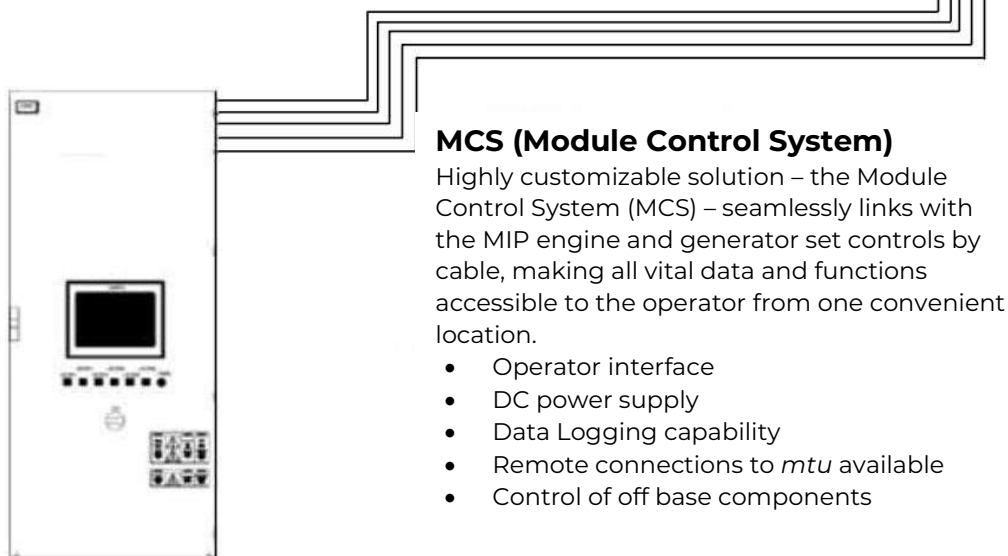 MCS (Module Control System)
Highly customizable solution – the Module
Control System (MCS) – seamlessly links with
the MIP engine and generator set controls by
cable, making all vital data and functions
accessible to the operator from one convenient
location.
• Operator interface
• DC power supply
• Data Logging capability
• Remote connections to mtu available
• Control of off base components